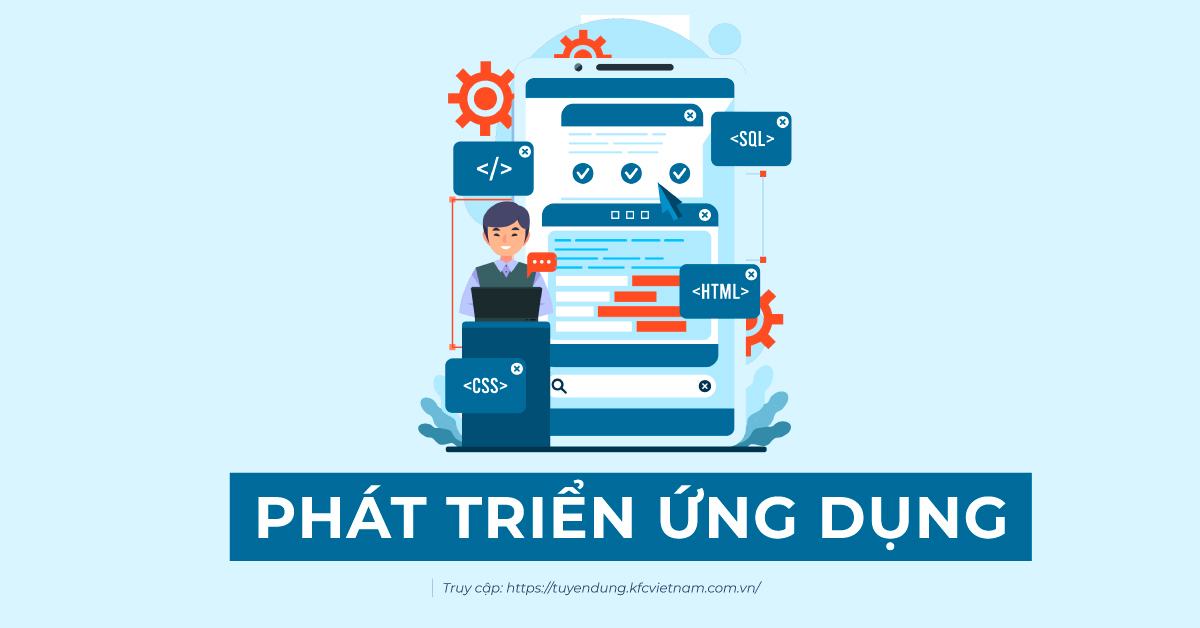 <SQL>
</>
<HTML>
<CSS>
PHÁT TRIỂN ỨNG DỤNG
Truy cập: https://tuyendung.kfcvietnam.com.vn/